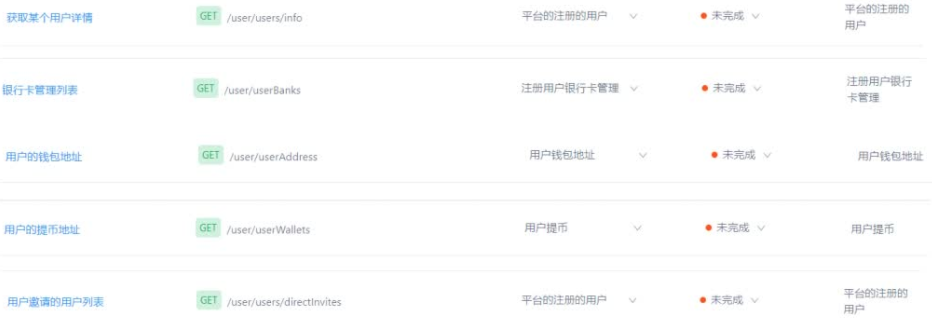 获取某个用户详情 GET /user/users/info 平台的注册的用户 未完成 平台的注册的
用户
银行卡管理列表 GET /user/userBanks 注册用户银行卡管理 未完成 注册用户银行
卡管理
用户的钱包地址 GET /user/userAddress 用户钱包地址 未完成 用户钱包地址
用户的提币地址 GET /user/userWallets 用户提币 未完成 用户提币
用户邀请的用户列表 GET /user/users/directInvites 平台的注册的用户 未完成 平台的注册的
用户